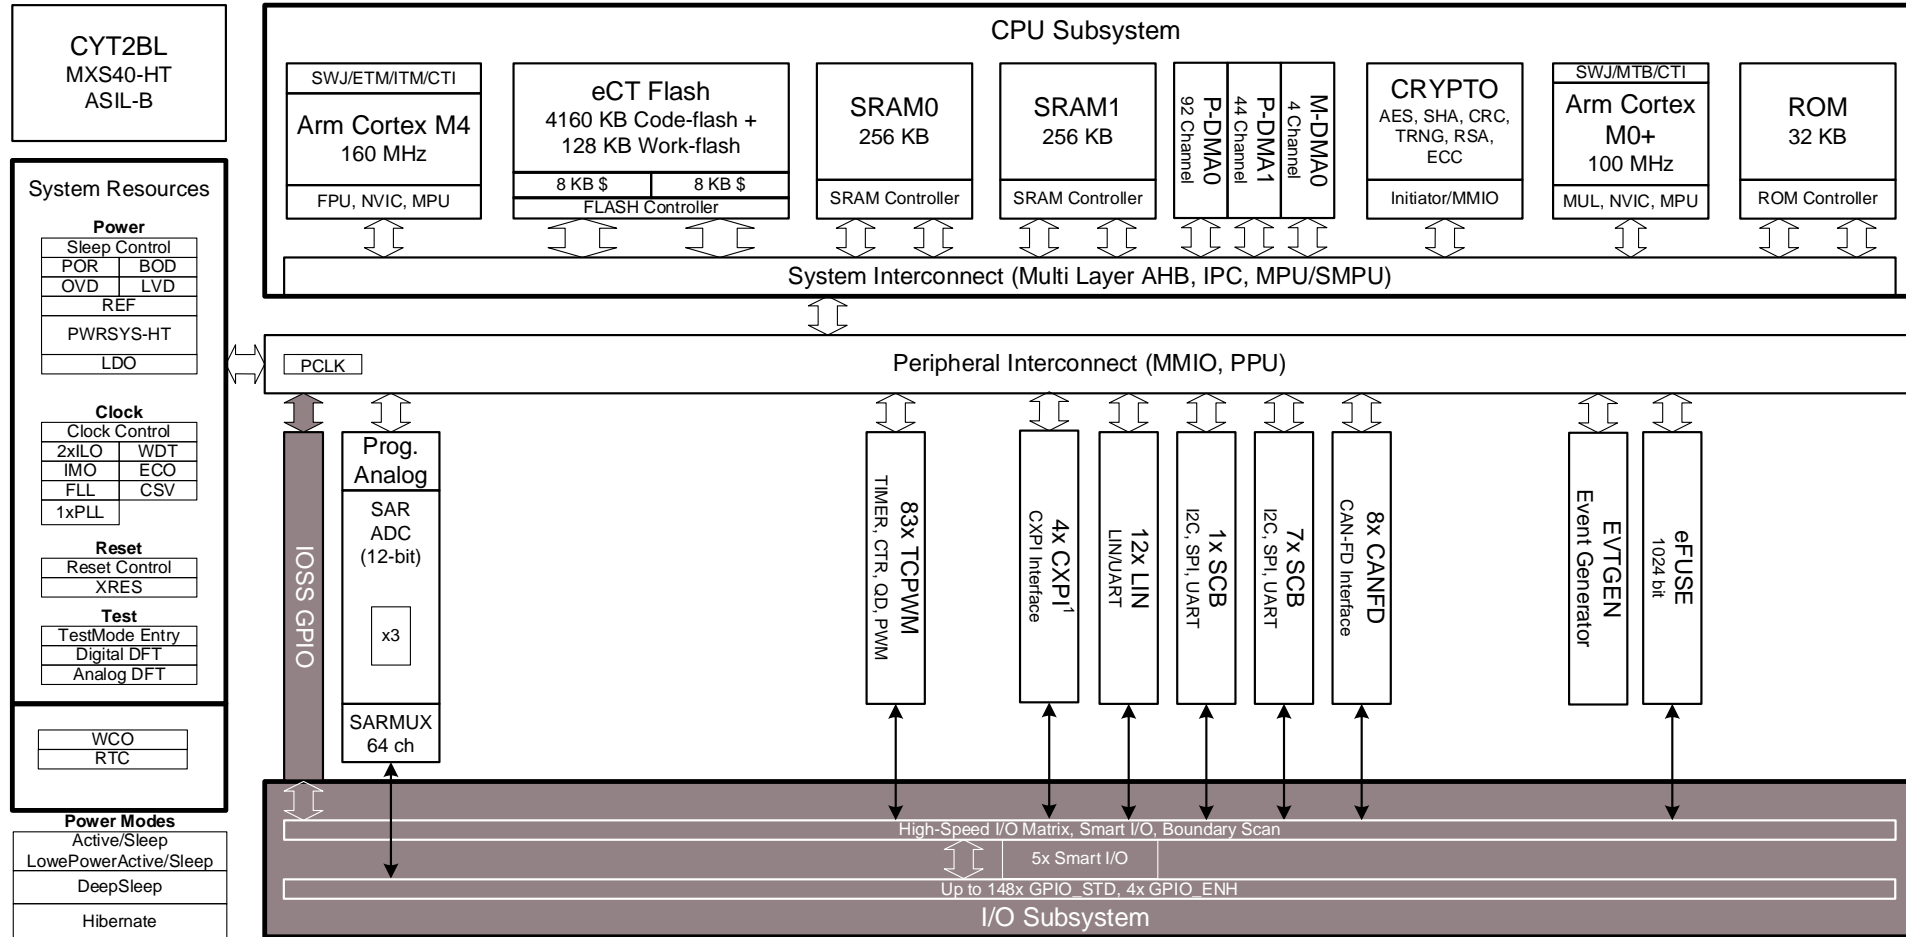 CYT2BL
MXS40-HT
ASIL-B
System Resources
Power
Sleep Control
POR
BOD
OVD
LVD
REF
PWRSYS-HT
LDO
Clock
Clock Control
2xILO
WDT
IMO
ECO
FLL
CSV
1xPLL
Reset
Reset Control
XRES
Test
TestMode Entry
Digital DFT
Analog DFT
WCO
RTC
Power Modes
Active/Sleep
LowePowerActive/Sleep
DeepSleep
Hibernate
CPU Subsystem
SWJ/ETM/ITM/CTI
Arm Cortex M4
160 MHz
FPU, NVIC, MPU
eCT Flash
4160 KB Code-flash +
128 KB Work-flash
8 KB $
8 KB $
FLASH Controller
SRAM0
256 KB
SRAM Controller
SRAM1
256 KB
SRAM Controller
P-DMA0
92 Channel
P-DMA1
44 Channel
M-DMA0
4 Channel
CRYPTO
AES, SHA, CRC,
TRNG, RSA,
ECC
Initiator/MMIO
SWJ/MTB/CTI
Arm Cortex
M0+
100 MHz
MUL, NVIC, MPU
ROM
32 KB
ROM Controller
System Interconnect (Multi Layer AHB, IPC, MPU/SMPU)
PCLK
Peripheral Interconnect (MMIO, PPU)
IOSS GPIO
Prog.
Analog
SAR
ADC
(12-bit)
x3
SARMUX
64 ch
83x TCPWM
TIMER, CTR, QD, PWM
4x CXPI¹
CXPI Interface
12x LIN
LIN/UART
1x SCB
I2C, SPI, UART
7x SCB
I2C, SPI, UART
8x CANFD
CAN-FD Interface
EVTGEN
Event Generator
eFUSE
1024 bit
High-Speed I/O Matrix, Smart I/O, Boundary Scan
5x Smart I/O
Up to 148x GPIO_STD, 4x GPIO_ENH
I/O Subsystem